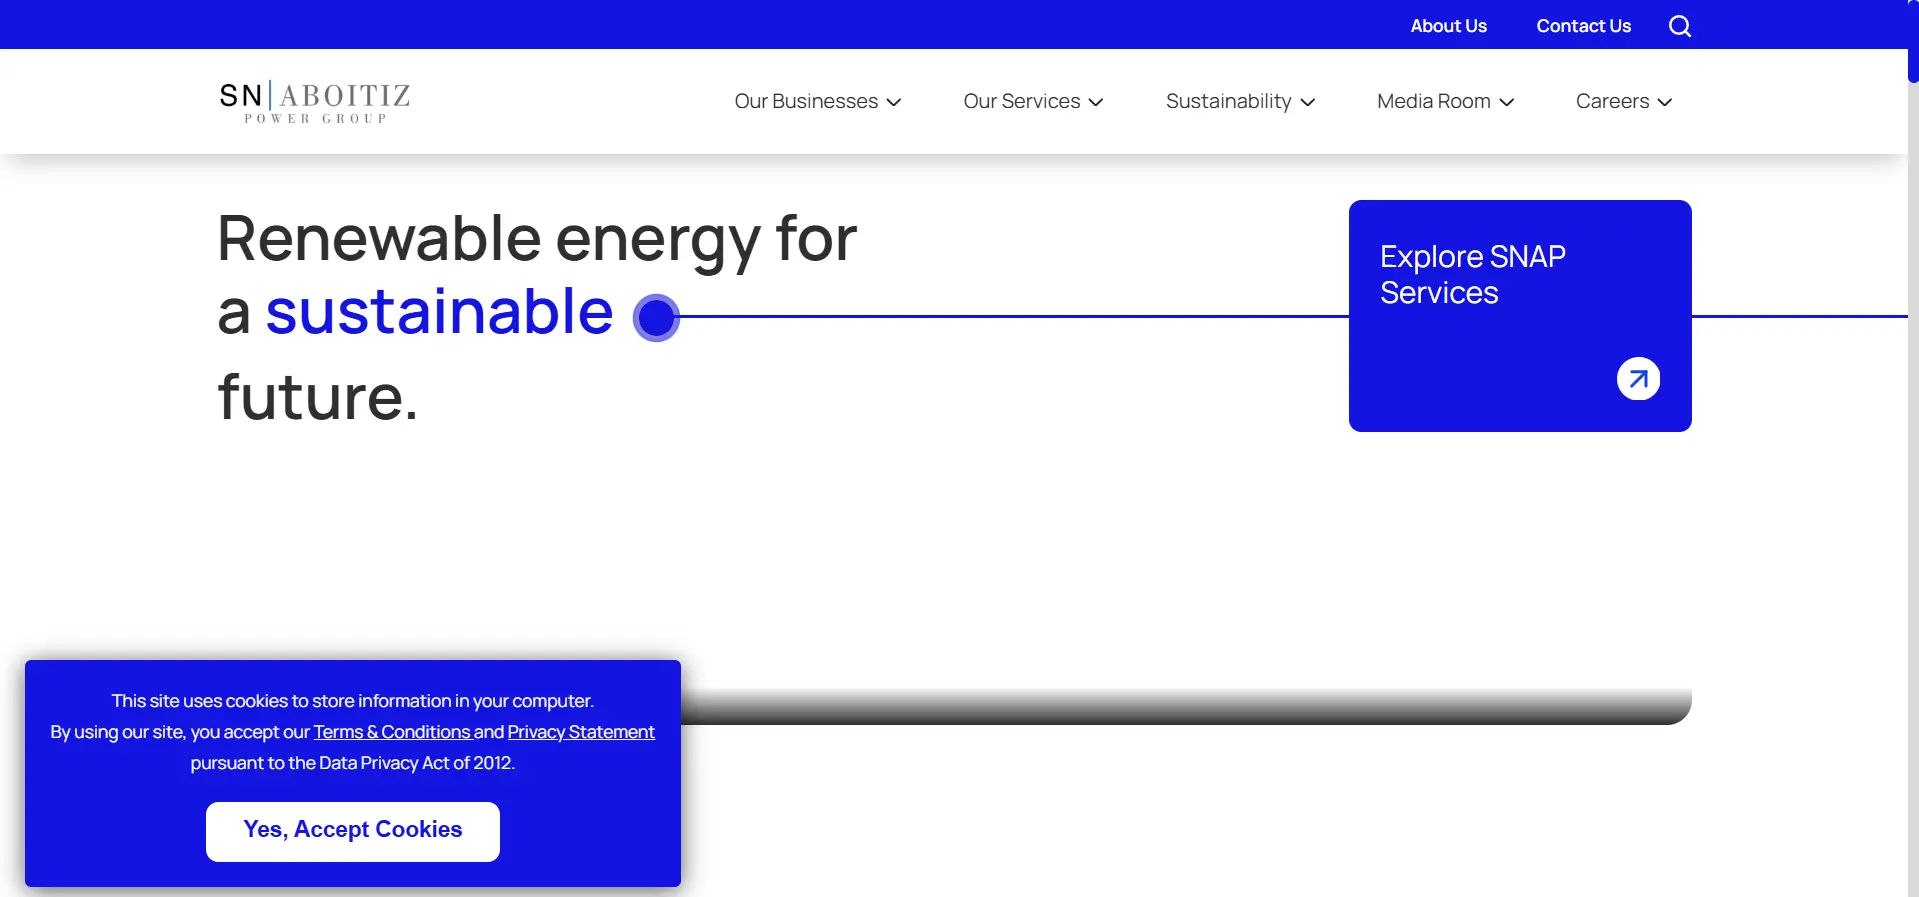 About Us Contact Us
SN ABOITIZ
POWER GROUP
Our Businesses Our Services Sustainability Media Room Careers
Renewable energy for
a sustainable
future.
Explore SNAP
Services
This site uses cookies to store information in your computer.
By using our site, you accept our Terms & Conditions and Privacy Statement
pursuant to the Data Privacy Act of 2012.
Yes, Accept Cookies